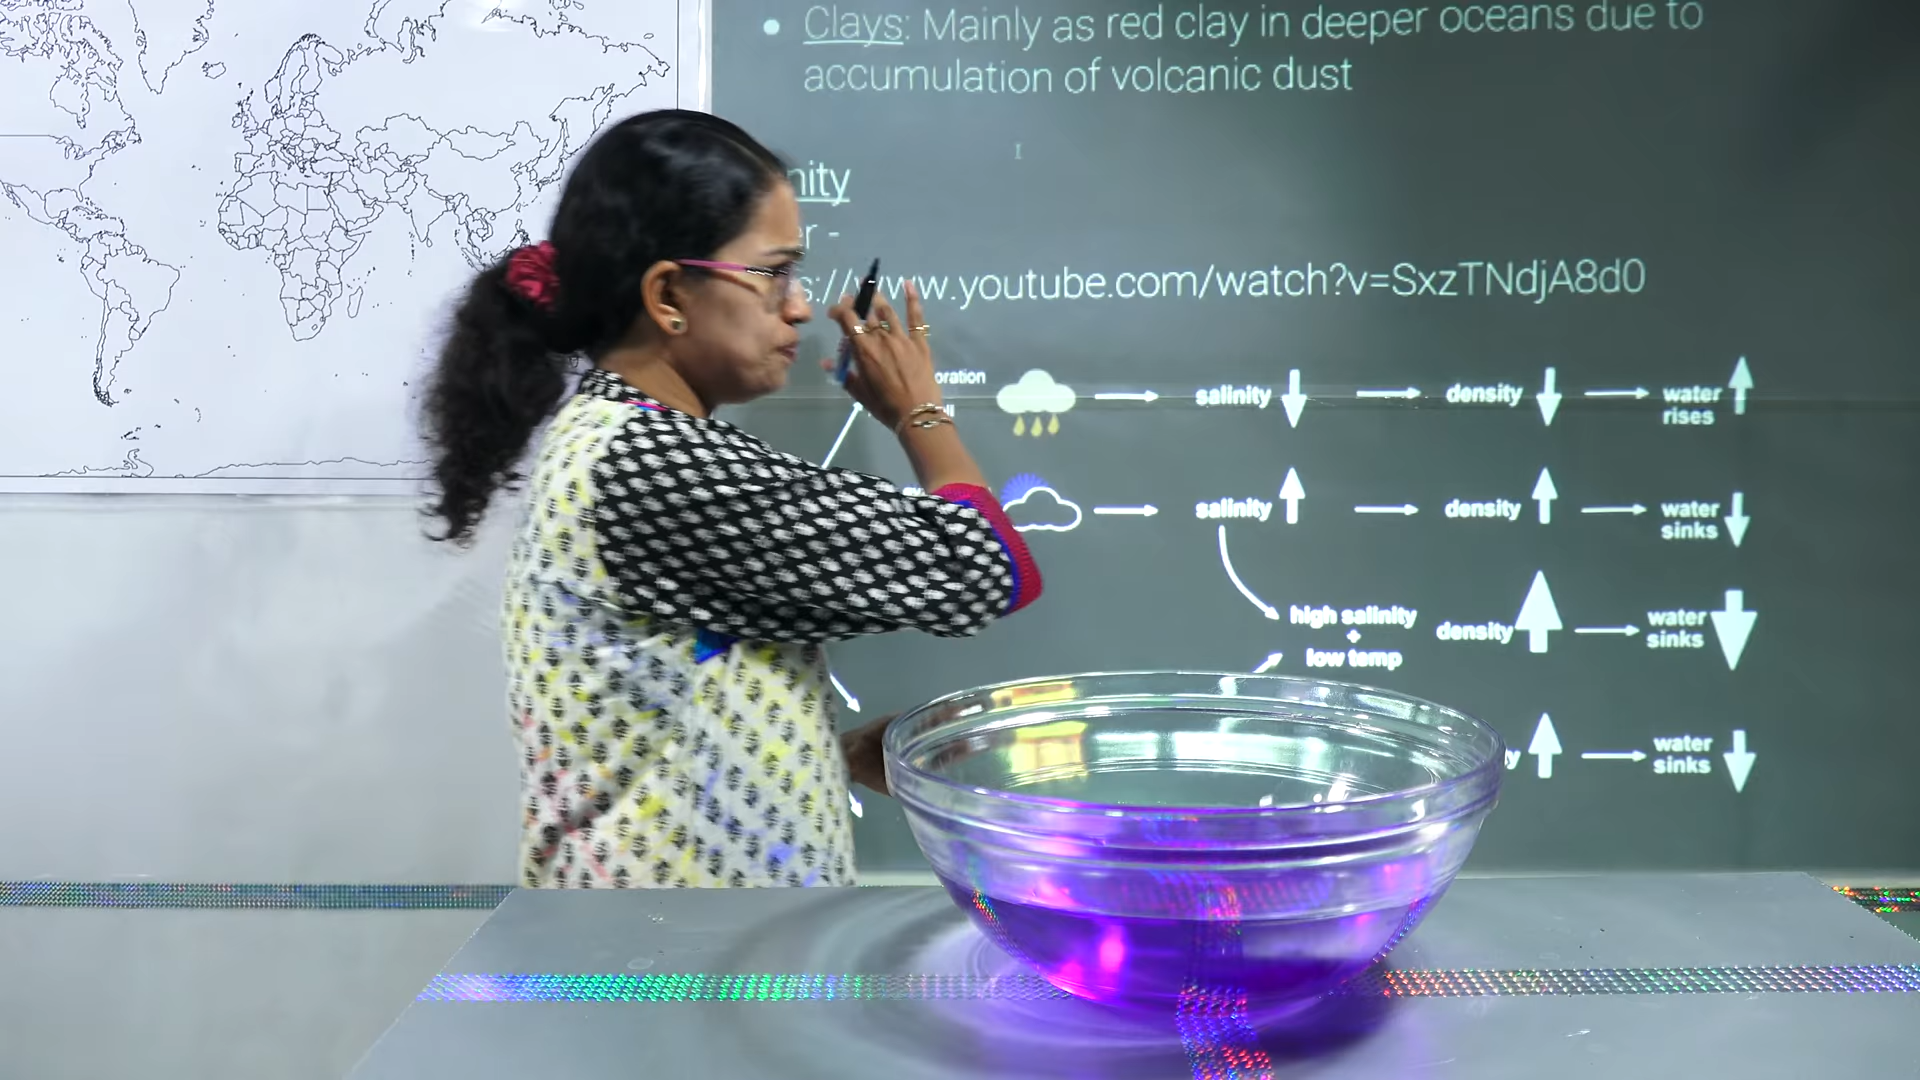 • Clays: Mainly as red clay in deeper oceans due to
accumulation of volcanic dust
nity
er -
s://www.youtube.com/watch?v=SxzTNdjA8d0
oration
salinity
density
water
rises
salinity
density
water
sinks
high salinity
+
low temp
density
water
sinks
y
water
sinks